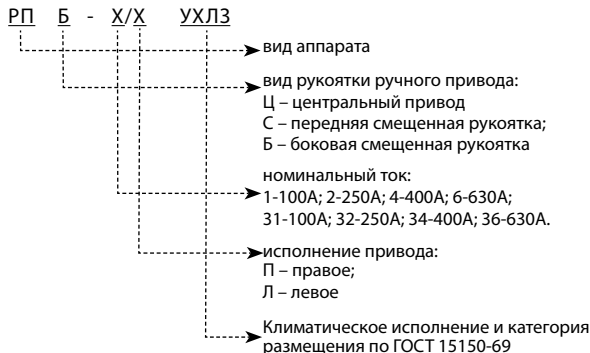 РП Б - Х/Х УХЛ3
вид аппарата
вид рукоятки ручного привода:
Ц – центральный привод
С – передняя смещенная рукоятка;
Б – боковая смещенная рукоятка
номинальный ток:
1-100А; 2-250А; 4-400А; 6-630А;
31-100А; 32-250А; 34-400А; 36-630А.
исполнение привода:
П – правое;
Л – левое
Климатическое исполнение и категория
размещения по ГОСТ 15150-69